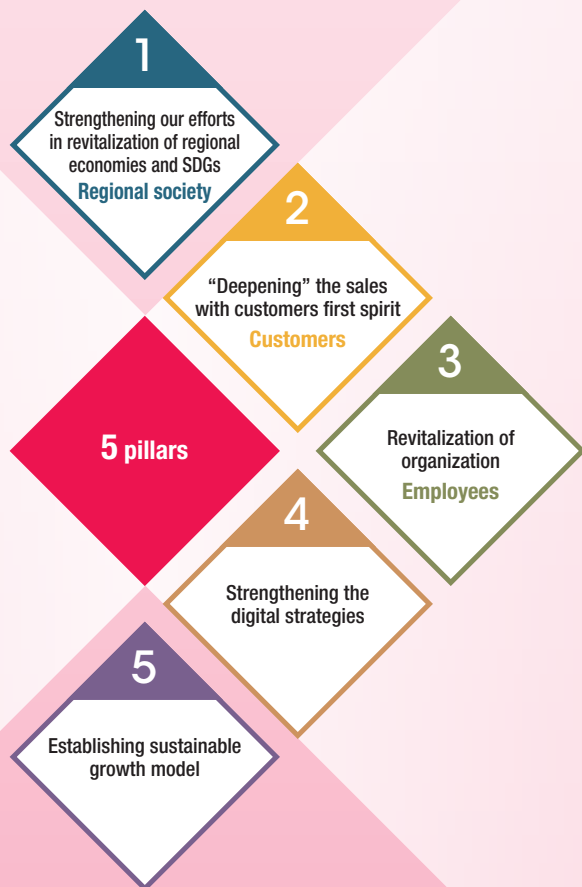 1
Strengthening our efforts
in revitalization of regional
economies and SDGs
Regional society
2
“Deepening” the sales
with customers first spirit
Customers
3
Revitalization of
organization
Employees
5 pillars
4
Strengthening the
digital strategies
5
Establishing sustainable
growth model